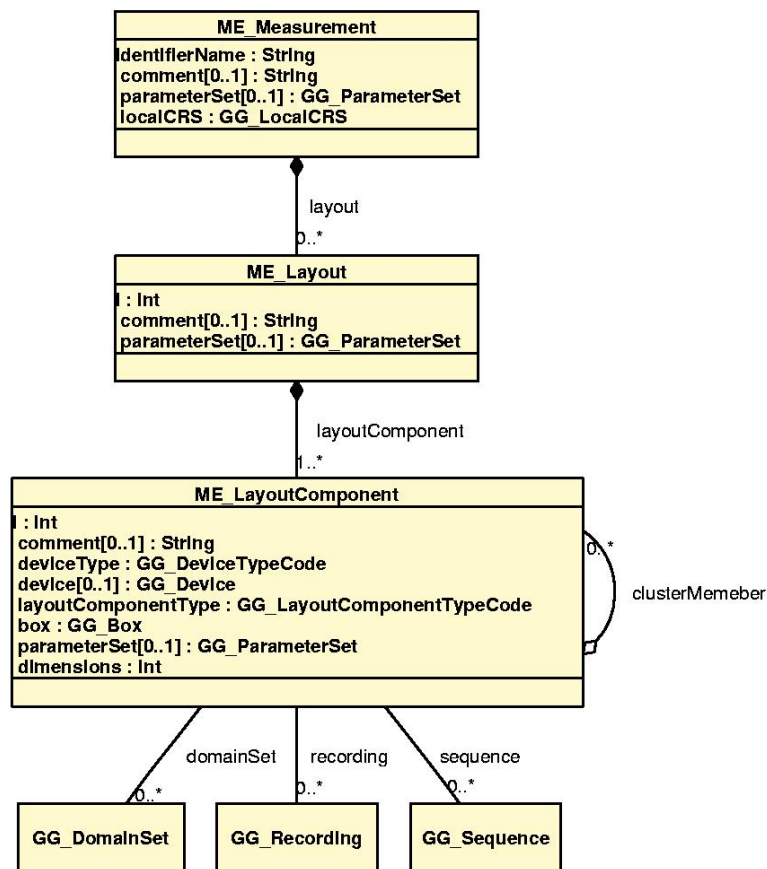 ME_Measurement
identifierName : String
comment[0..1] : String
parameterSet[0..1] : GG_ParameterSet
localCRS : GG_LocalCRS
layout
0..*
ME_Layout
i : Int
comment[0..1] : String
parameterSet[0..1] : GG_ParameterSet
layoutComponent
1..*
ME_LayoutComponent
i : Int
comment[0..1] : String
deviceType : GG_DeviceTypeCode
device[0..1] : GG_Device
layoutComponentType : GG_LayoutComponentTypeCode
box : GG_Box
parameterSet[0..1] : GG_ParameterSet
dimensions : Int
0..*
clusterMemeber
domainSet
recording
sequence
0..*
0..*
0..*
GG_DomainSet
GG_Recording
GG_Sequence